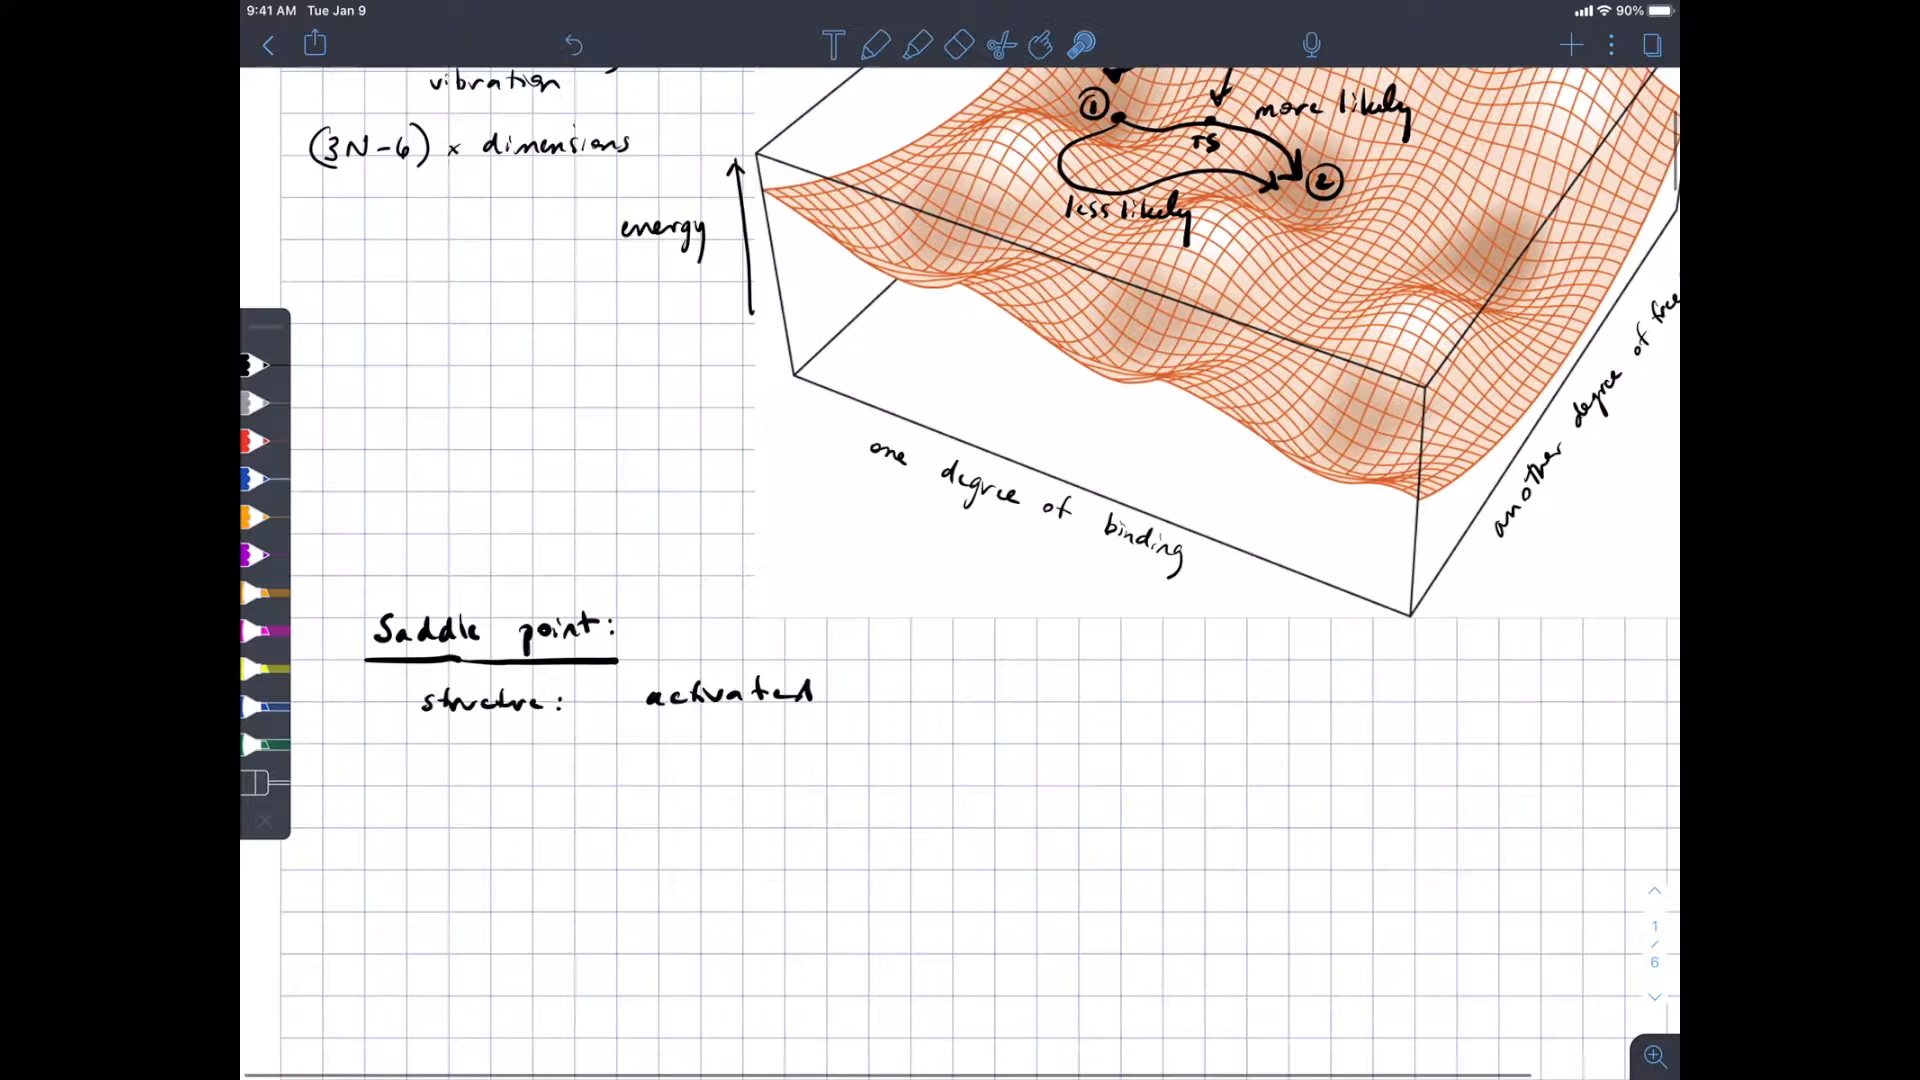 9:41 AM Tue Jan 9
90%
vibration
(3N-6) × dimensions
energy
①
more likely
TS
②
less likely
one degree of binding
another degree of free
Saddle point:
structure: activated
1
/
6